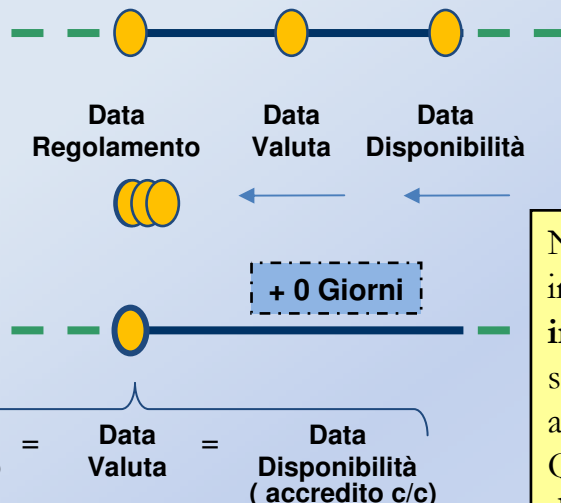 Data Data Data
Regolamento Valuta Disponibilità
+ 0 Giorni
= Data = Data
Valuta Disponibilità
( accredito c/c)